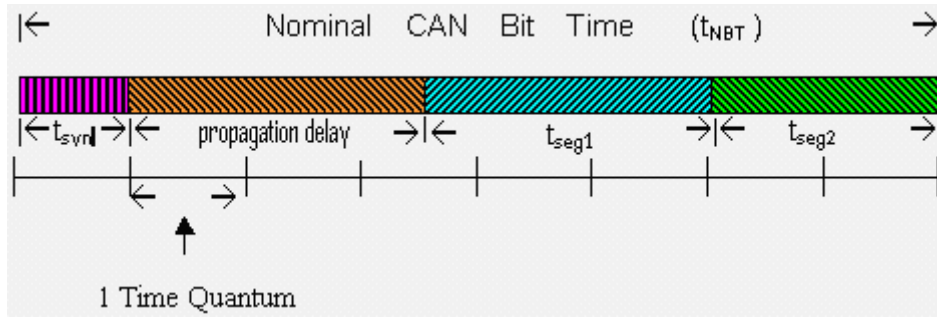 Nominal CAN Bit Time (tNBT)
tsyn propagation delay tseg1 tseg2
1 Time Quantum